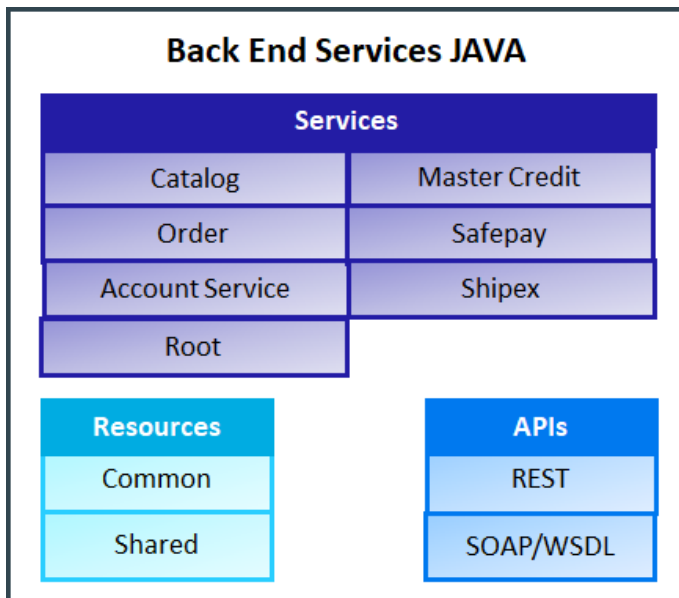 Back End Services JAVA
Services
Catalog
Master Credit
Order
Safepay
Account Service
Shipex
Root
Resources
Common
Shared
APIs
REST
SOAP/WSDL